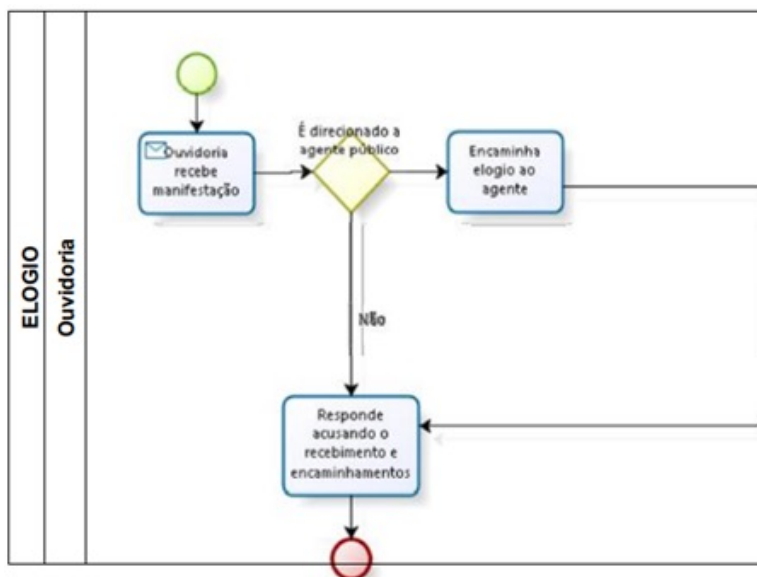 ELOGIO
Ouvidoria
Ouvidoria
recebe
manifestação
É direcionado a
agente público
Encaminha
elogio ao
agente
Não
Responde
acusando o
recebimento e
encaminhamentos